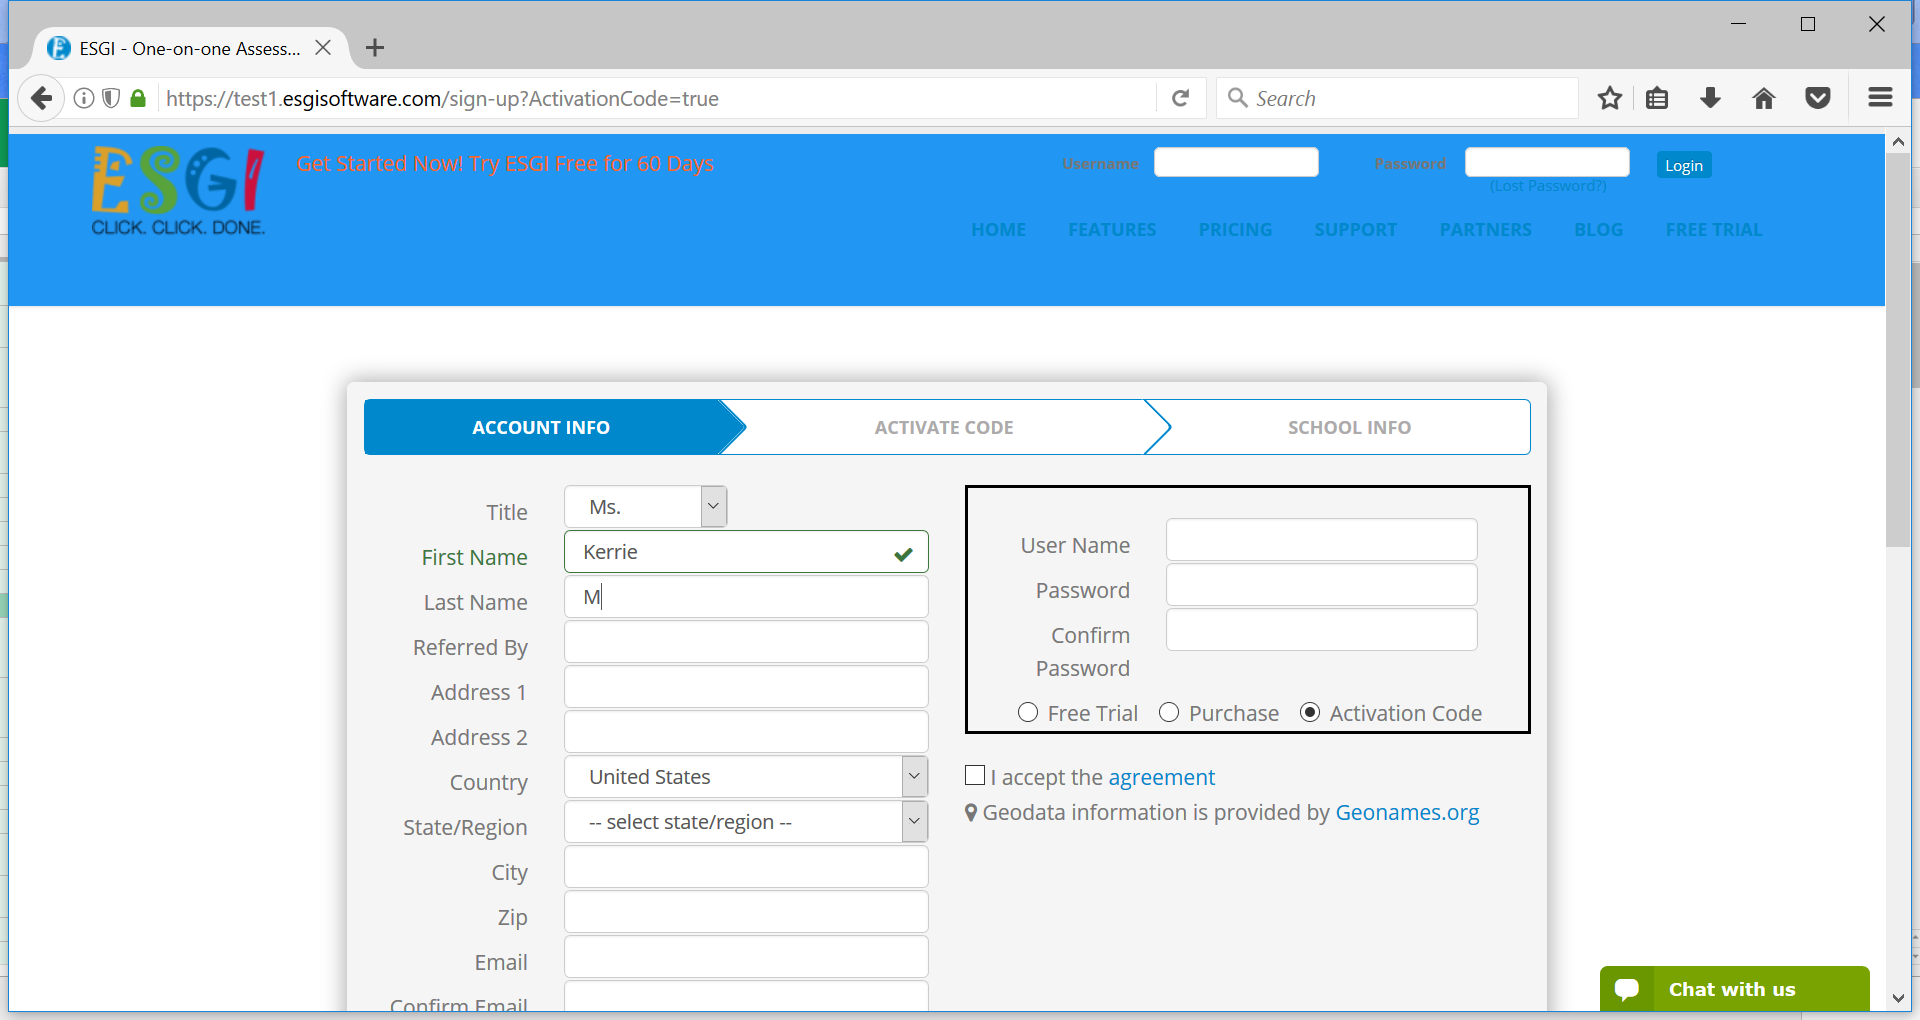 ESGI - One-on-one Assess...
https://test1.esgisoftware.com/sign-up?ActivationCode=true
Search
ESGI
CLICK. CLICK. DONE.
Get Started Now! Try ESGI Free for 60 Days
Username
Password
Login
(Lost Password?)
HOME FEATURES PRICING SUPPORT PARTNERS BLOG FREE TRIAL
ACCOUNT INFO
ACTIVATE CODE
SCHOOL INFO
Title Ms.
First Name Kerrie
Last Name M
Referred By
Address 1
Address 2
Country United States
State/Region -- select state/region --
City
Zip
Email
Confirm Email
User Name
Password
Confirm
Password
Free Trial Purchase Activation Code
I accept the agreement
Geodata information is provided by Geonames.org
Chat with us